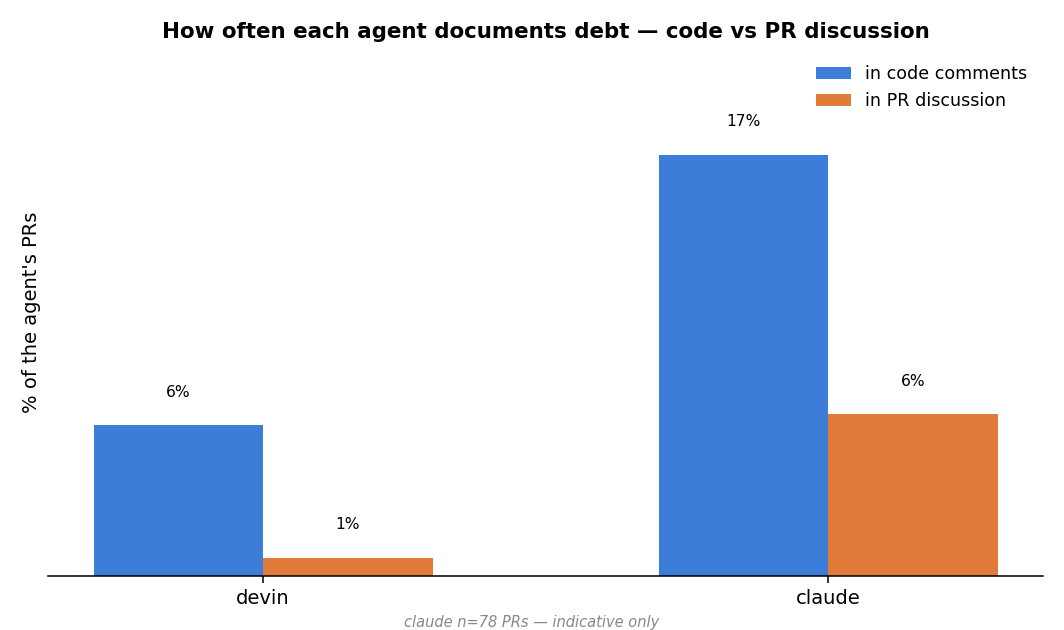 How often each agent documents debt — code vs PR discussion
in code comments
in PR discussion
% of the agent's PRs
17%
6%
6%
1%
devin
claude
claude n=78 PRs — indicative only